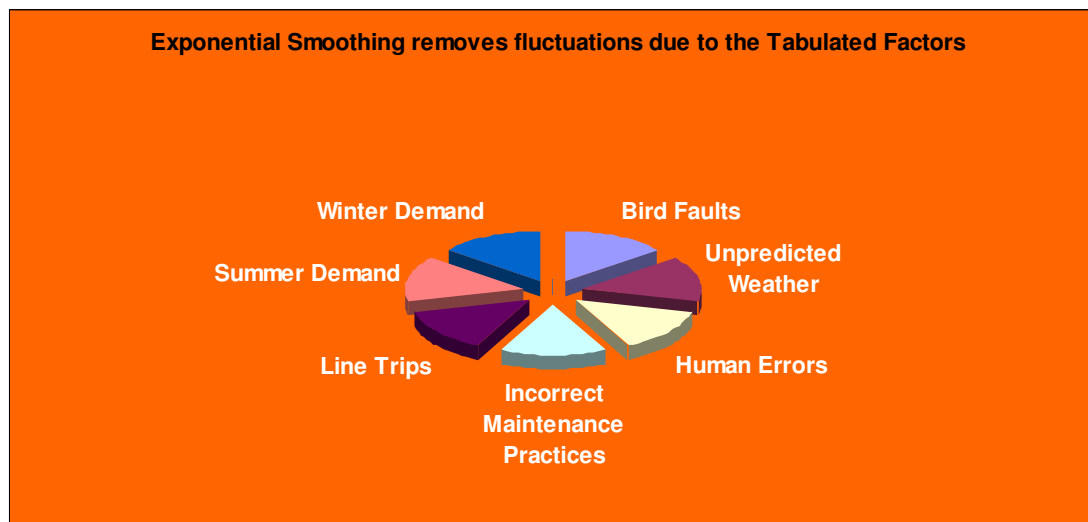 Exponential Smoothing removes fluctuations due to the Tabulated Factors
Winter Demand
Bird Faults
Summer Demand
Unpredicted
Weather
Line Trips
Human Errors
Incorrect
Maintenance
Practices